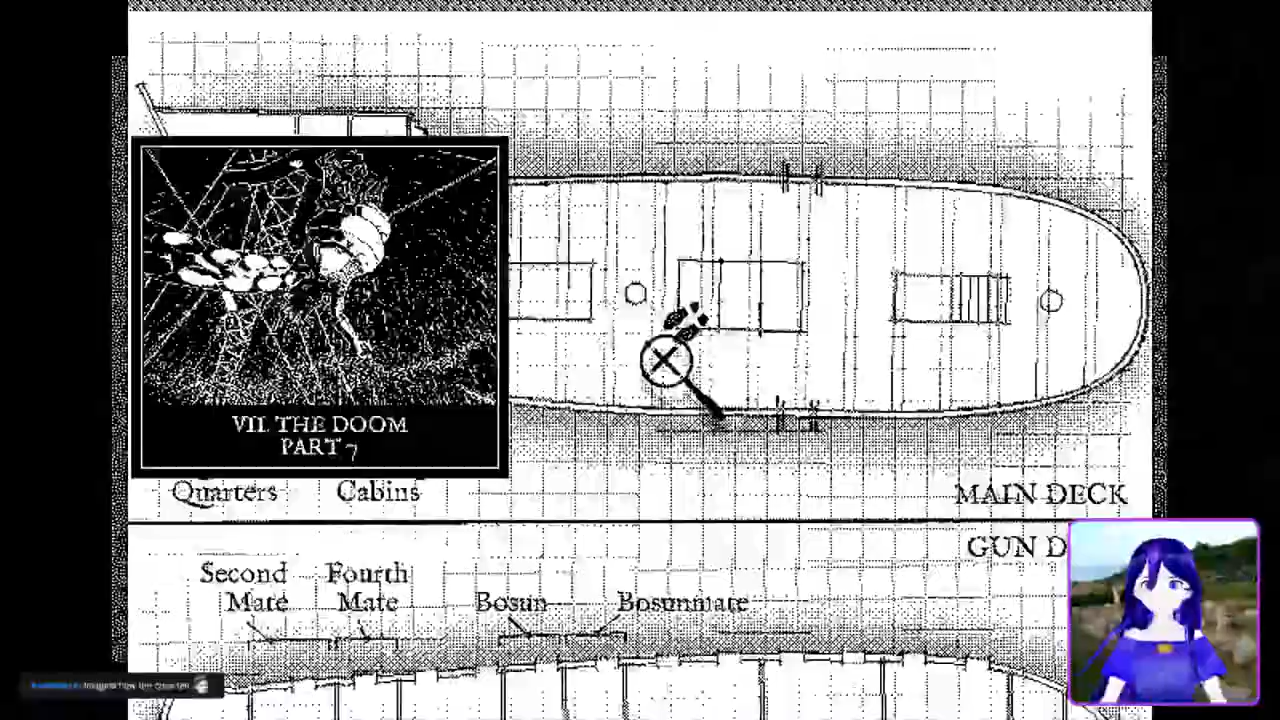 VII. THE DOOM
PART 7
Quarters
Cabins
MAIN DECK
GUN D
Second
Mate
Fourth
Mate
Bosun
Bosunmate